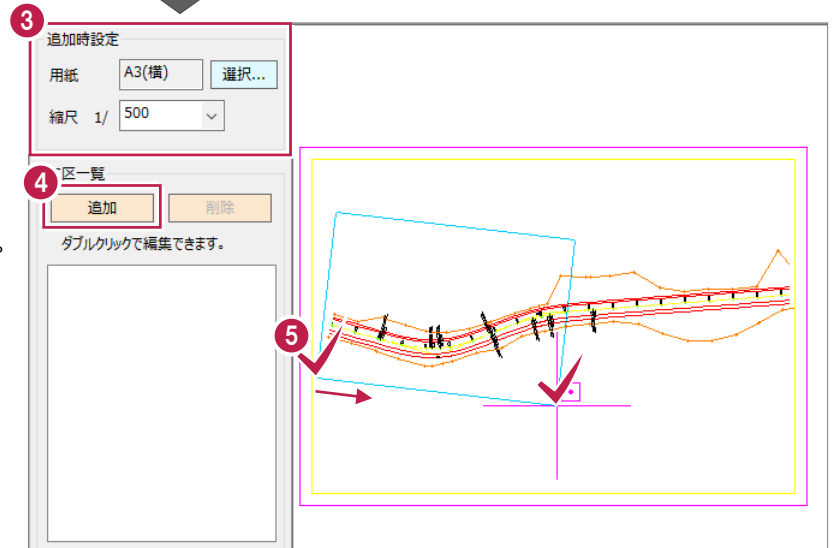 3
追加時設定
用紙 A3(横) 選択...
縮尺 1/ 500
4
区一覧
追加 削除
ダブルクリックで編集できます。
。
5